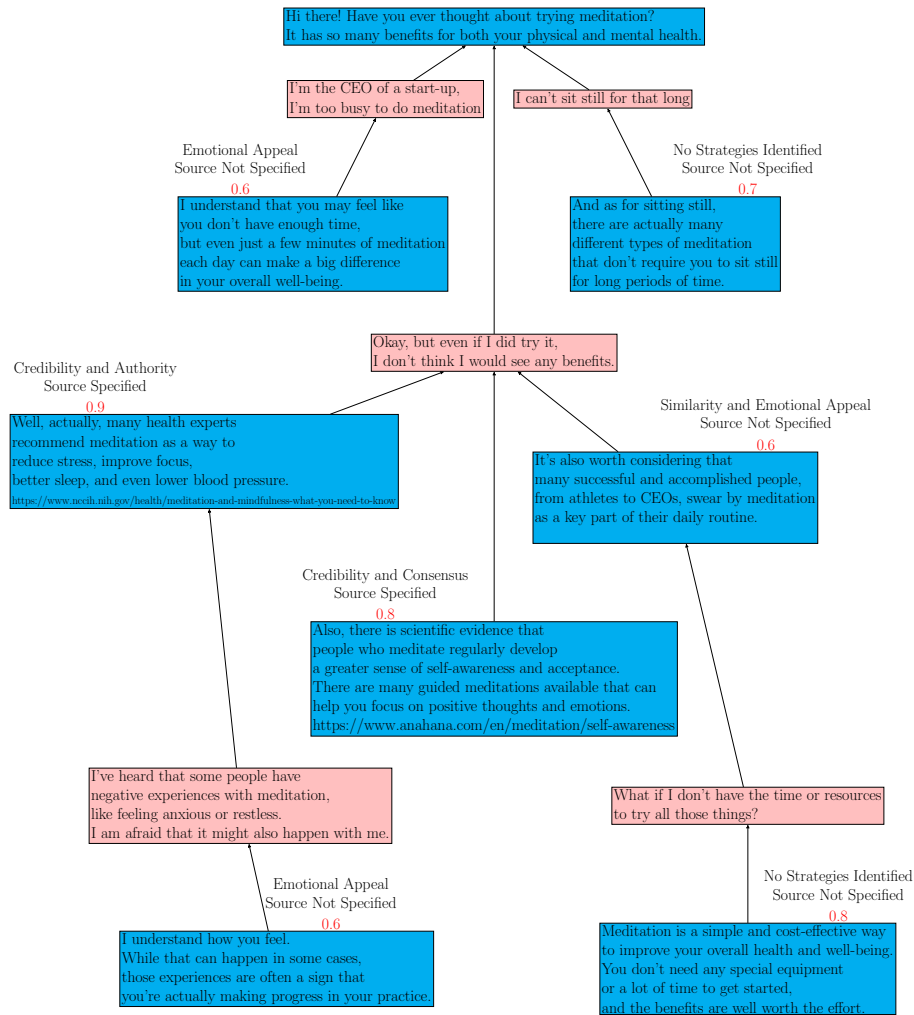 Hi there! Have you ever thought about trying meditation?
It has so many benefits for both your physical and mental health.
I'm the CEO of a start-up,
I'm too busy to do meditation
I can't sit still for that long
Emotional Appeal
Source Not Specified
0.6
No Strategies Identified
Source Not Specified
0.7
I understand that you may feel like
you don't have enough time,
but even just a few minutes of meditation
each day can make a big difference
in your overall well-being.
And as for sitting still,
there are actually many
different types of meditation
that don't require you to sit still
for long periods of time.
Okay, but even if I did try it,
I don't think I would see any benefits.
Credibility and Authority
Source Specified
0.9
Well, actually, many health experts
recommend meditation as a way to
reduce stress, improve focus,
better sleep, and even lower blood pressure.
https://www.nccih.nih.gov/health/meditation-and-mindfulness-what-you-need-to-know
Similarity and Emotional Appeal
Source Not Specified
0.6
It's also worth considering that
many successful and accomplished people,
from athletes to CEOs, swear by meditation
as a key part of their daily routine.
Credibility and Consensus
Source Specified
0.8
Also, there is scientific evidence that
people who meditate regularly develop
a greater sense of self-awareness and acceptance.
There are many guided meditations available that can
help you focus on positive thoughts and emotions.
https://www.anahana.com/en/meditation/self-awareness
I've heard that some people have
negative experiences with meditation,
like feeling anxious or restless.
I am afraid that it might also happen with me.
What if I don't have the time or resources
to try all those things?
Emotional Appeal
Source Not Specified
0.6
I understand how you feel.
While that can happen in some cases,
those experiences are often a sign that
you're actually making progress in your practice.
No Strategies Identified
Source Not Specified
0.8
Meditation is a simple and cost-effective way
to improve your overall health and well-being.
You don't need any special equipment
or a lot of time to get started,
and the benefits are well worth the effort.